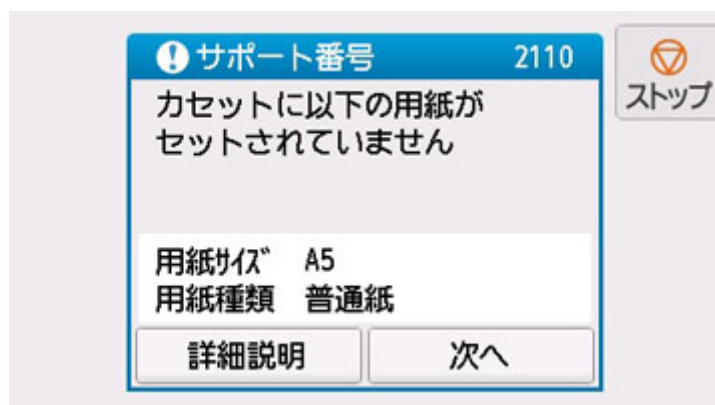 サポート番号 2110
ストップ
カセットに以下の用紙が
セットされていません
用紙ｻｲｽﾞ A5
用紙種類 普通紙
詳細説明 次へ